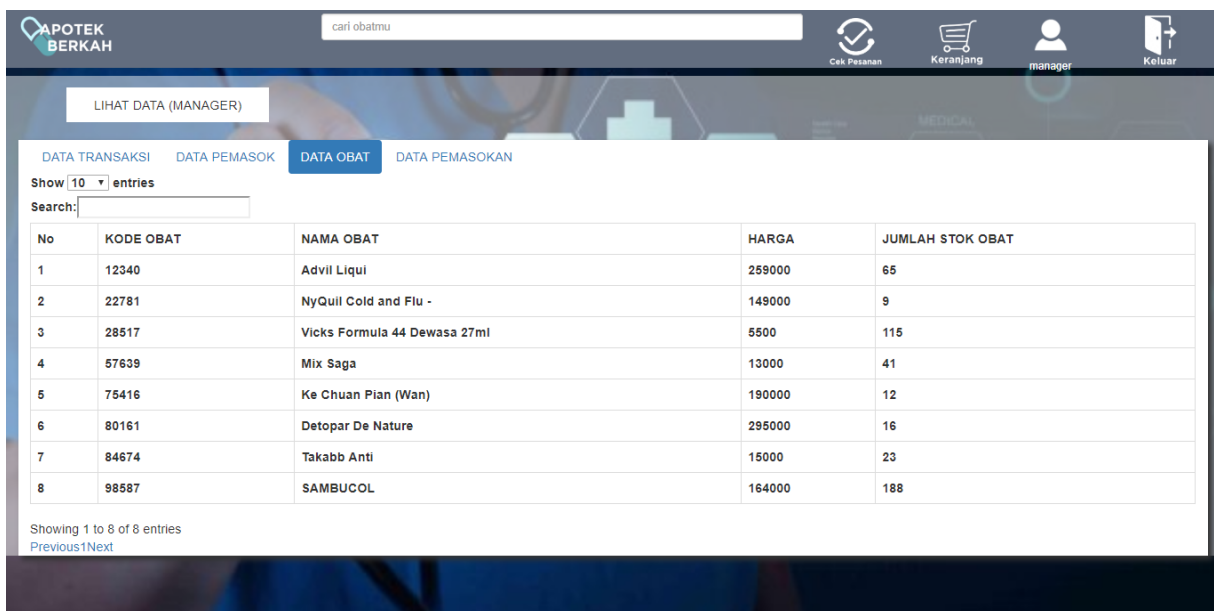 APOTEK
BERKAH
cari obatmu
Cek Pesanan
Keranjang
manager
Keluar
LIHAT DATA (MANAGER)
MEDICAL
DATA TRANSAKSI DATA PEMASOK DATA OBAT DATA PEMASOKAN
Show 10 entries
Search:
No KODE OBAT NAMA OBAT HARGA JUMLAH STOK OBAT
1 12340 Advil Liqui 259000 65
2 22781 NyQuil Cold and Flu - 149000 9
3 28517 Vicks Formula 44 Dewasa 27ml 5500 115
4 57639 Mix Saga 13000 41
5 75416 Ke Chuan Pian (Wan) 190000 12
6 80161 Detopar De Nature 295000 16
7 84674 Takabb Anti 15000 23
8 98587 SAMBUCOL 164000 188
Showing 1 to 8 of 8 entries
Previous1Next